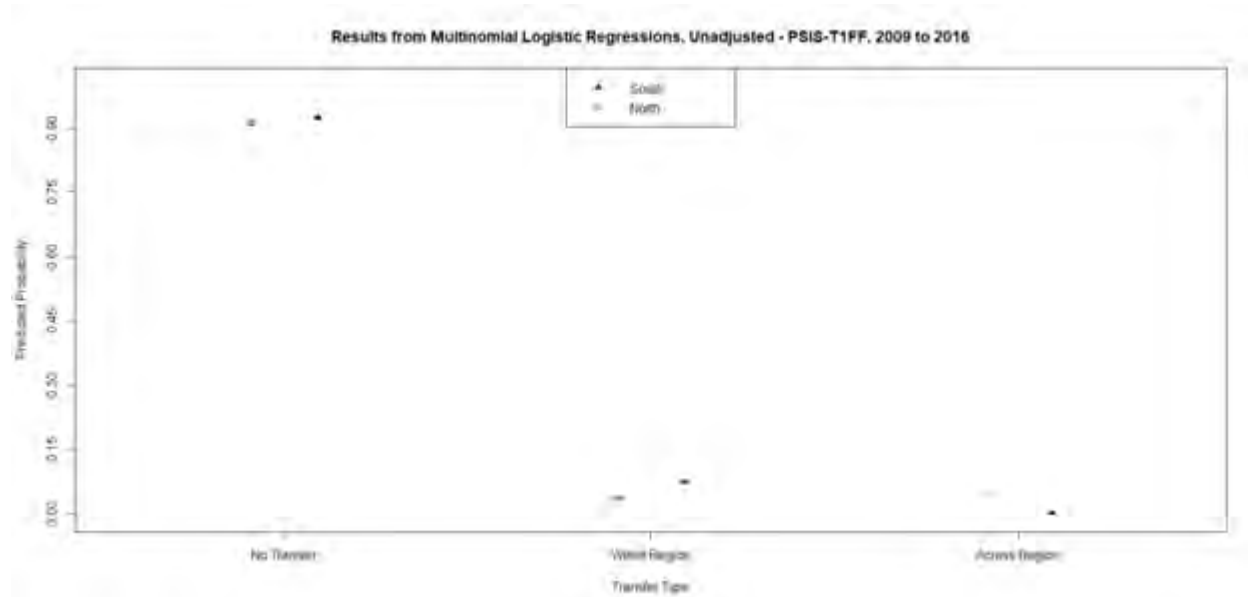 Results from Multinomial Logistic Regressions, Unadjusted - PSIS-T1FF, 2009 to 2016
South
North
0.90
0.75
0.60
0.45
0.30
0.15
0.00
Predicted Probability
No Transfer
Within Region
Across Region
Transfer Type